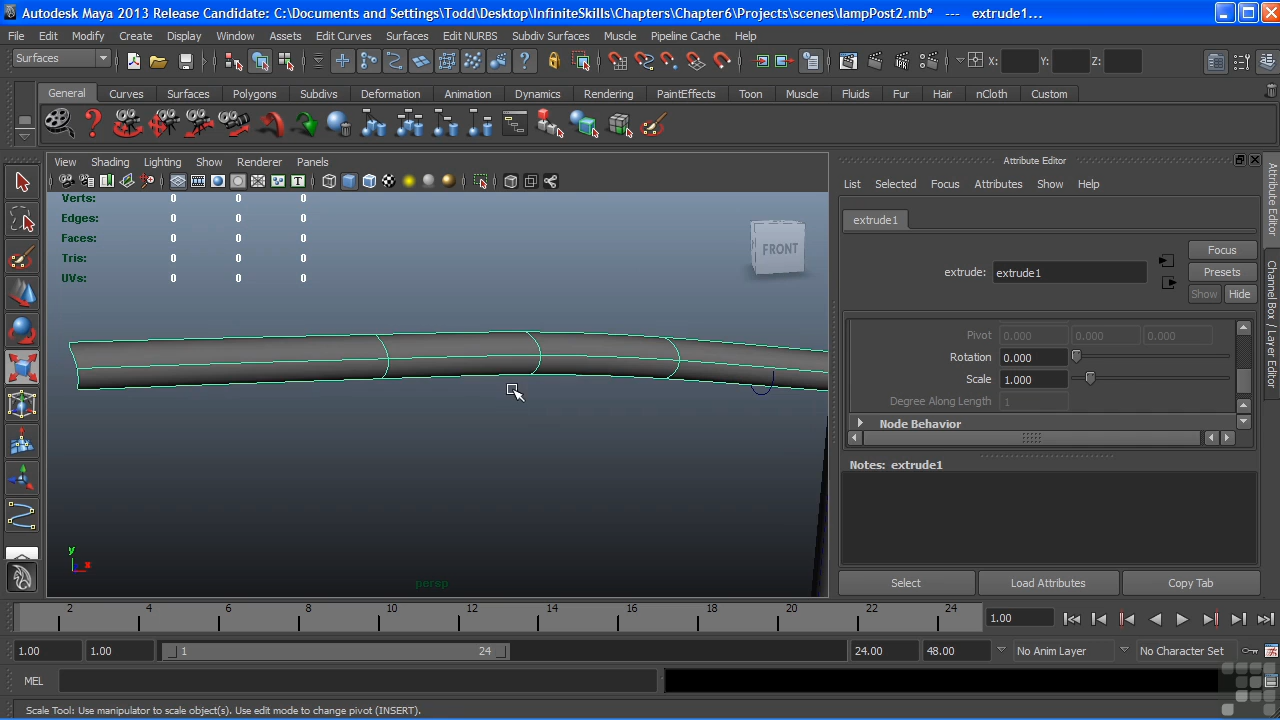 Autodesk Maya 2013 Release Candidate: C:\Documents and Settings\Todd\Desktop\InfiniteSkills\Chapters\Chapter6\Projects\scenes\lampPost2.mb* --- extrude1...
File Edit Modify Create Display Window Assets Edit Curves Surfaces Edit NURBS Subdiv Surfaces Muscle Pipeline Cache Help
Surfaces X: Y: Z:
General Curves Surfaces Polygons Subdivs Deformation Animation Dynamics Rendering PaintEffects Toon Muscle Fluids Fur Hair nCloth Custom
View Shading Lighting Show Renderer Panels
Attribute Editor
List Selected Focus Attributes Show Help
Verts: 0 0 0
Edges: 0 0 0
Faces: 0 0 0
Tris: 0 0 0
UVs: 0 0 0
FRONT
extrude1
Focus
extrude: extrude1
Presets
Show Hide
Pivot 0.000 0.000 0.000
Rotation 0.000
Scale 1.000
Degree Along Length 1
Node Behavior
Notes: extrude1
Select Load Attributes Copy Tab
Attribute Editor
Channel Box / Layer Editor
y
x
persp
2 4 6 8 10 12 14 16 18 20 22 24 1.00
1.00 1.00 1 24 24.00 48.00 No Anim Layer No Character Set
MEL
Scale Tool: Use manipulator to scale object(s). Use edit mode to change pivot (INSERT).